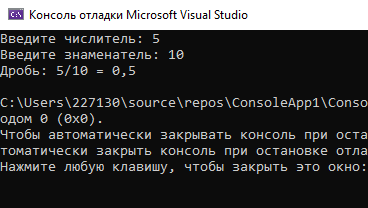 Консоль отладки Microsoft Visual Studio
Введите числитель: 5
Введите знаменатель: 10
Дробь: 5/10 = 0,5
C:\Users\227130\source\repos\ConsoleApp1\Conso
одом 0 (0x0).
Чтобы автоматически закрывать консоль при оста
томатически закрыть консоль при остановке отла
Нажмите любую клавишу, чтобы закрыть это окно: